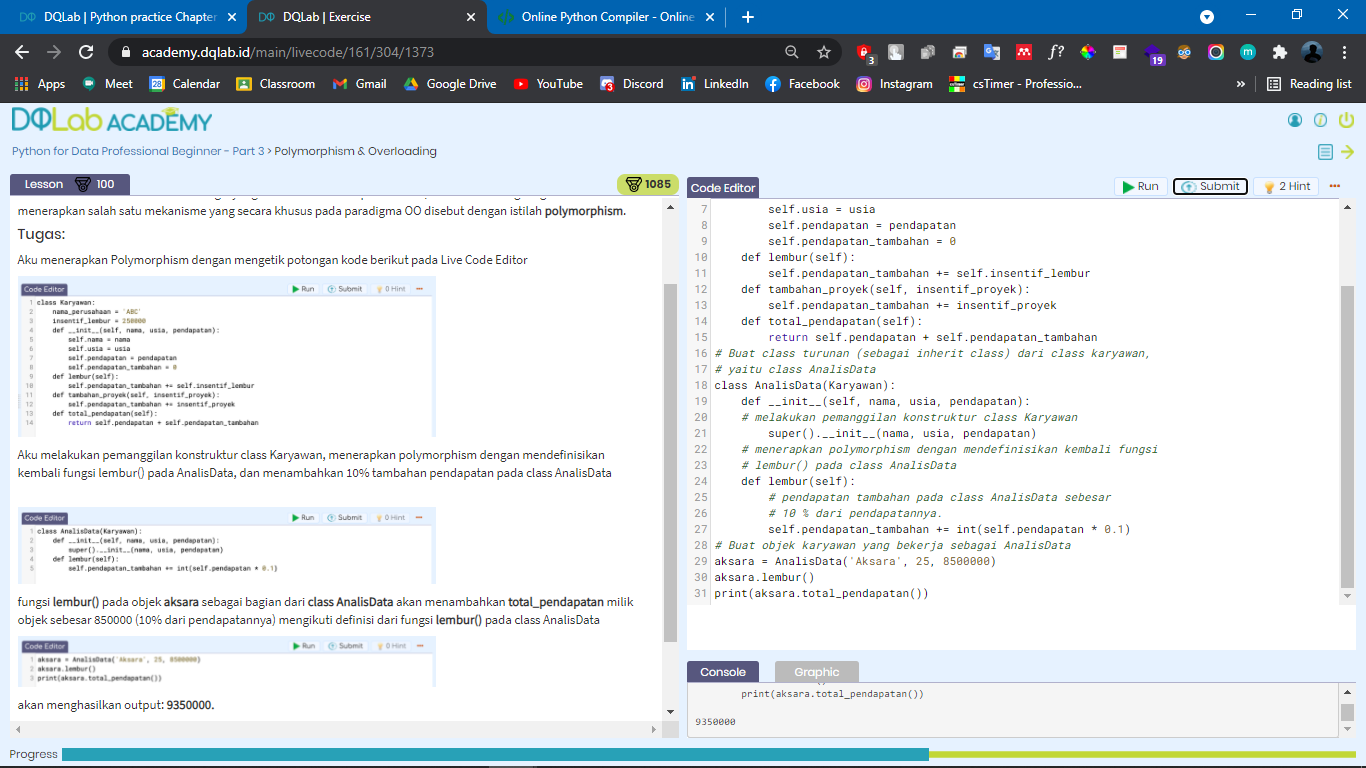 DQLab | Python practice Chapter
DQLab | Exercise
Online Python Compiler - Online
academy.dqlab.id/main/livecode/161/304/1373
3
19
Apps
Meet
28
Calendar
Classroom
Gmail
Google Drive
YouTube
Discord
LinkedIn
Facebook
Instagram
csTimer - Professio...
»
Reading list
DQLab ACADEMY
Python for Data Professional Beginner - Part 3 > Polymorphism & Overloading
Lesson 100
1085
menerapkan salah satu mekanisme yang secara khusus pada paradigma OO disebut dengan istilah polymorphism.
Tugas:
Aku menerapkan Polymorphism dengan mengetik potongan kode berikut pada Live Code Editor
Code Editor Run Submit 0 Hint
1 class Karyawan:
2 nama_perusahaan = 'ABC'
3 insentif_lembur = 250000
4 def __init__(self, nama, usia, pendapatan):
5 self.nama = nama
6 self.usia = usia
7 self.pendapatan = pendapatan
8 self.pendapatan_tambahan = 0
9 def lembur(self):
10 self.pendapatan_tambahan += self.insentif_lembur
11 def tambahan_proyek(self, insentif_proyek):
12 self.pendapatan_tambahan += insentif_proyek
13 def total_pendapatan(self):
14 return self.pendapatan + self.pendapatan_tambahan
Aku melakukan pemanggilan konstruktur class Karyawan, menerapkan polymorphism dengan mendefinisikan
kembali fungsi lembur() pada AnalisData, dan menambahkan 10% tambahan pendapatan pada class AnalisData
Code Editor Run Submit 0 Hint
1 class AnalisData(Karyawan):
2 def __init__(self, nama, usia, pendapatan):
3 super().__init__(nama, usia, pendapatan)
4 def lembur(self):
5 self.pendapatan_tambahan += int(self.pendapatan * 0.1)
fungsi lembur() pada objek aksara sebagai bagian dari class AnalisData akan menambahkan total_pendapatan milik
objek sebesar 850000 (10% dari pendapatannya) mengikuti definisi dari fungsi lembur() pada class AnalisData
Code Editor Run Submit 0 Hint
1 aksara = AnalisData('Aksara', 25, 8500000)
2 aksara.lembur()
3 print(aksara.total_pendapatan())
akan menghasilkan output: 9350000.
Code Editor
Run
Submit
2 Hint
7 self.usia = usia
8 self.pendapatan = pendapatan
9 self.pendapatan_tambahan = 0
10 def lembur(self):
11 self.pendapatan_tambahan += self.insentif_lembur
12 def tambahan_proyek(self, insentif_proyek):
13 self.pendapatan_tambahan += insentif_proyek
14 def total_pendapatan(self):
15 return self.pendapatan + self.pendapatan_tambahan
16 # Buat class turunan (sebagai inherit class) dari class karyawan,
17 # yaitu class AnalisData
18 class AnalisData(Karyawan):
19 def __init__(self, nama, usia, pendapatan):
20 # melakukan pemanggilan konstruktur class Karyawan
21 super().__init__(nama, usia, pendapatan)
22 # menerapkan polymorphism dengan mendefinisikan kembali fungsi
23 # lembur() pada class AnalisData
24 def lembur(self):
25 # pendapatan tambahan pada class AnalisData sebesar
26 # 10 % dari pendapatannya.
27 self.pendapatan_tambahan += int(self.pendapatan * 0.1)
28 # Buat objek karyawan yang bekerja sebagai AnalisData
29 aksara = AnalisData('Aksara', 25, 8500000)
30 aksara.lembur()
31 print(aksara.total_pendapatan())
Console
Graphic
print(aksara.total_pendapatan())
9350000
Progress